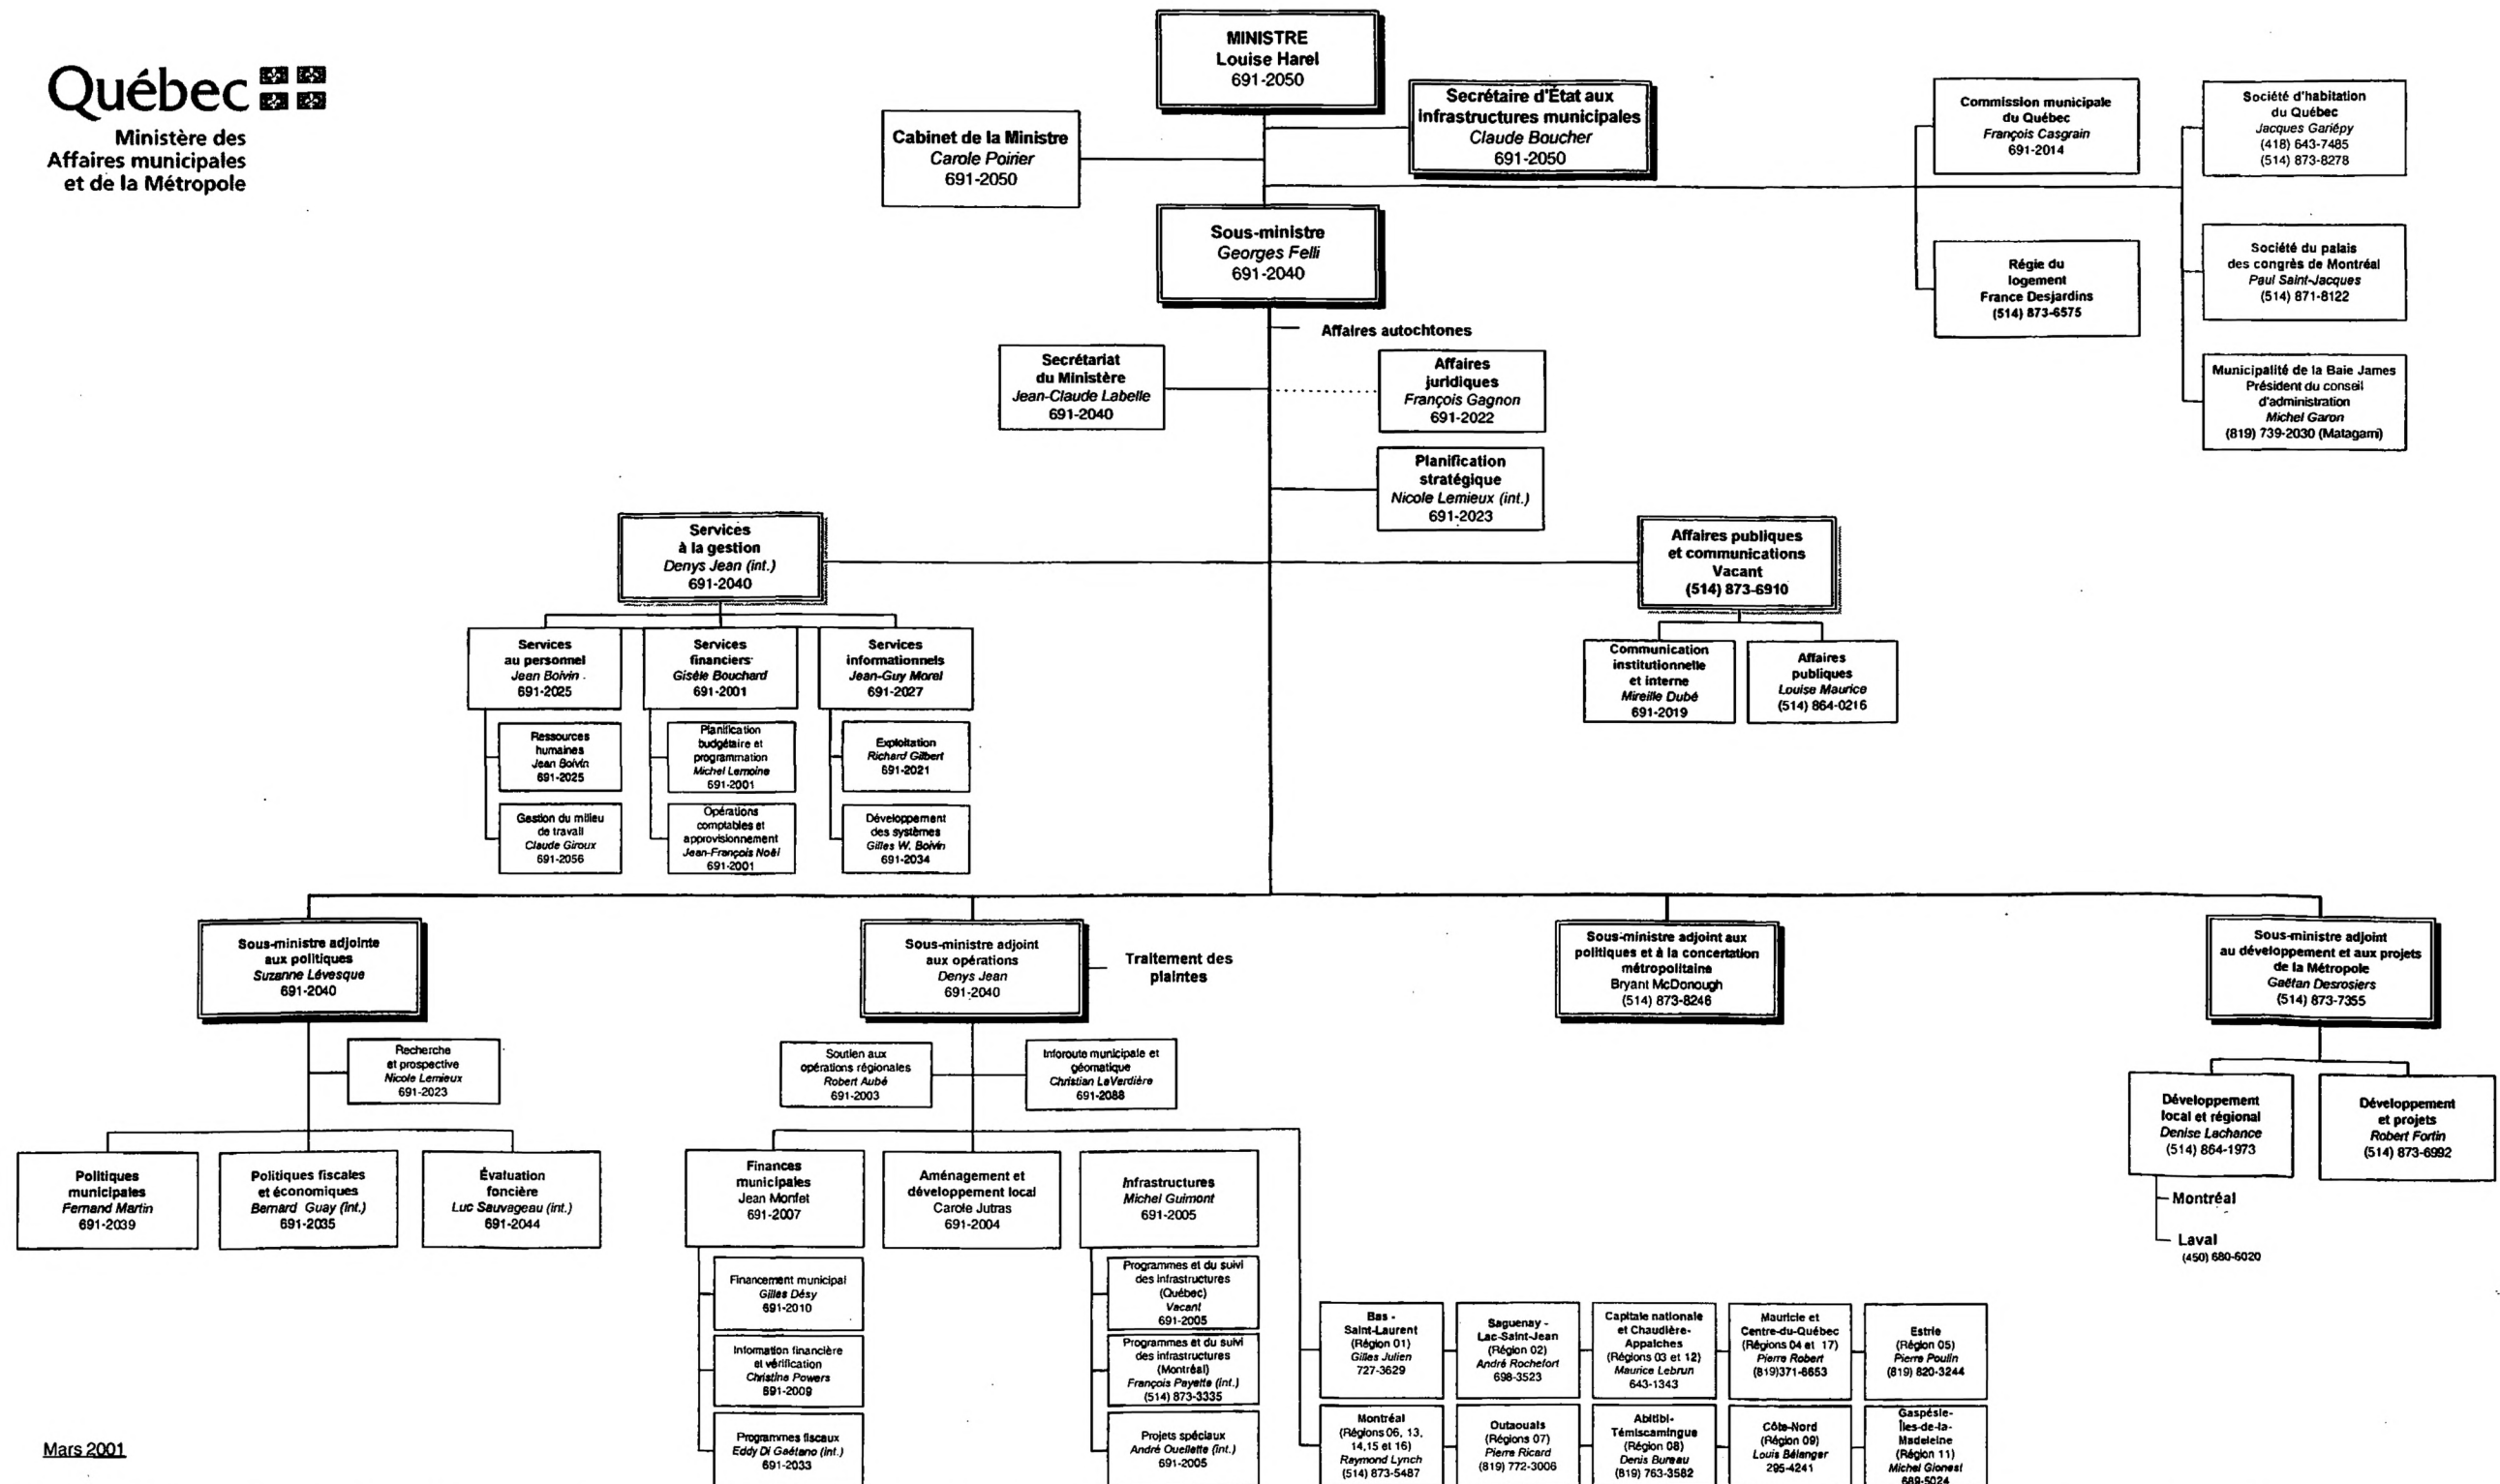 Québec
Ministère des
Affaires municipales
et de la Métropole
MINISTRE
Louise Harel
691-2050
Secrétaire d'État aux
infrastructures municipales
Claude Boucher
691-2050
Cabinet de la Ministre
Carole Poirier
691-2050
Commission municipale
du Québec
François Casgrain
691-2014
Société d'habitation
du Québec
Jacques Gariépy
(418) 643-7485
(514) 873-8278
Sous-ministre
Georges Felli
691-2040
Régie du
logement
France Desjardins
(514) 873-6575
Société du palais
des congrès de Montréal
Paul Saint-Jacques
(514) 871-8122
Municipalité de la Baie James
Président du conseil
d'administration
Michel Garon
(819) 739-2030 (Matagami)
Affaires autochtones
Secrétariat
du Ministère
Jean-Claude Labelle
691-2040
Affaires
juridiques
François Gagnon
691-2022
Planification
stratégique
Nicole Lemieux (int.)
691-2023
Services
à la gestion
Denys Jean (int.)
691-2040
Affaires publiques
et communications
Vacant
(514) 873-6910
Services
au personnel
Jean Boivin
691-2025
Services
financiers
Gisèle Bouchard
691-2001
Services
informationnels
Jean-Guy Morel
691-2027
Communication
institutionnelle
et interne
Mireille Dubé
691-2019
Affaires
publiques
Louise Maurice
(514) 864-0216
Ressources
humaines
Jean Boivin
691-2025
Planification
budgétaire et
programmation
Michel Lemoine
691-2001
Exploitation
Richard Gilbert
691-2021
Gestion du milieu
de travail
Claude Giroux
691-2056
Opérations
comptables et
approvisionnement
Jean-François Noël
691-2001
Développement
des systèmes
Gilles W. Boivin
691-2034
Sous-ministre adjointe
aux politiques
Suzanne Lévesque
691-2040
Sous-ministre adjoint
aux opérations
Denys Jean
691-2040
Traitement des
plaintes
Sous-ministre adjoint aux
politiques et à la concertation
métropolitaine
Bryant McDonough
(514) 873-8246
Sous-ministre adjoint
au développement et aux projets
de la Métropole
Gaëtan Desrosiers
(514) 873-7355
Recherche
et prospective
Nicole Lemieux
691-2023
Soutien aux
opérations régionales
Robert Aubé
691-2003
Inforoute municipale et
géomatique
Christian LeVerdière
691-2088
Développement
local et régional
Denise Lachance
(514) 864-1973
Développement
et projets
Robert Fortin
(514) 873-6992
Montréal
Laval
(450) 680-6020
Politiques
municipales
Fernand Martin
691-2039
Politiques fiscales
et économiques
Bernard Guay (int.)
691-2035
Évaluation
foncière
Luc Sauvageau (int.)
691-2044
Finances
municipales
Jean Monfet
691-2007
Aménagement et
développement local
Carole Jutras
691-2004
Infrastructures
Michel Guimont
691-2005
Financement municipal
Gilles Désy
691-2010
Programmes et du suivi
des infrastructures
(Québec)
Vacant
691-2005
Information financière
et vérification
Christine Powers
691-2009
Programmes et du suivi
des infrastructures
(Montréal)
François Payette (int.)
(514) 873-3335
Programmes fiscaux
Eddy Di Gaétano (int.)
691-2033
Projets spéciaux
André Ouellette (int.)
691-2005
Bas -
Saint-Laurent
(Région 01)
Gilles Julien
727-3629
Saguenay -
Lac-Saint-Jean
(Région 02)
André Rochefort
698-3523
Capitale nationale
et Chaudière-
Appalches
(Régions 03 et 12)
Maurice Lebrun
643-1343
Mauricie et
Centre-du-Québec
(Régions 04 et 17)
Pierre Robert
(819)371-6653
Estrie
(Région 05)
Pierre Poulin
(819) 820-3244
Montréal
(Régions 06, 13,
14,15 et 16)
Raymond Lynch
(514) 873-5487
Outaouais
(Régions 07)
Pierre Ricard
(819) 772-3006
Abitibi-
Témiscamingue
(Région 08)
Denis Bureau
(819) 763-3582
Côte-Nord
(Région 09)
Louis Bélanger
295-4241
Gaspésie-
Îles-de-la-
Madeleine
(Région 11)
Michel Gionest
689-5024
Mars 2001